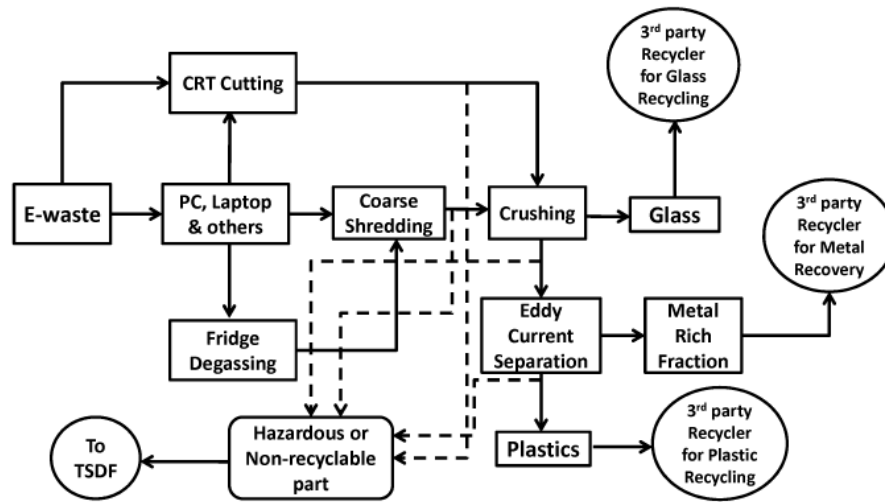 3rd party
Recycler
for Glass
Recycling
CRT Cutting
E-waste
PC, Laptop
& others
Coarse
Shredding
Crushing
Glass
3rd party
Recycler
for Metal
Recovery
Fridge
Degassing
Eddy
Current
Separation
Metal
Rich
Fraction
To
TSDF
Hazardous or
Non-recyclable
part
Plastics
3rd party
Recycler
for Plastic
Recycling